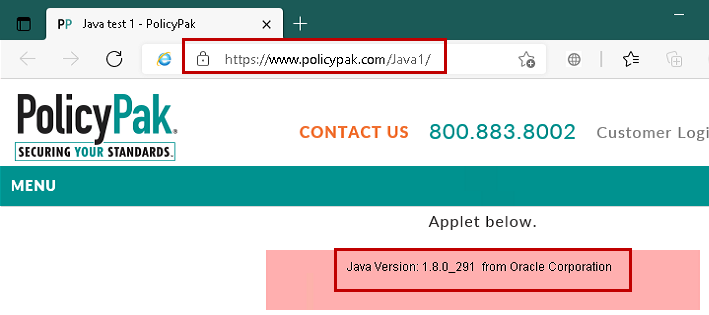 PP Java test 1 - PolicyPak
https://www.policypak.com/Java1/
PolicyPak
SECURING YOUR STANDARDS.
CONTACT US 800.883.8002 Customer Logi
MENU
Applet below.
Java Version: 1.8.0_291 from Oracle Corporation